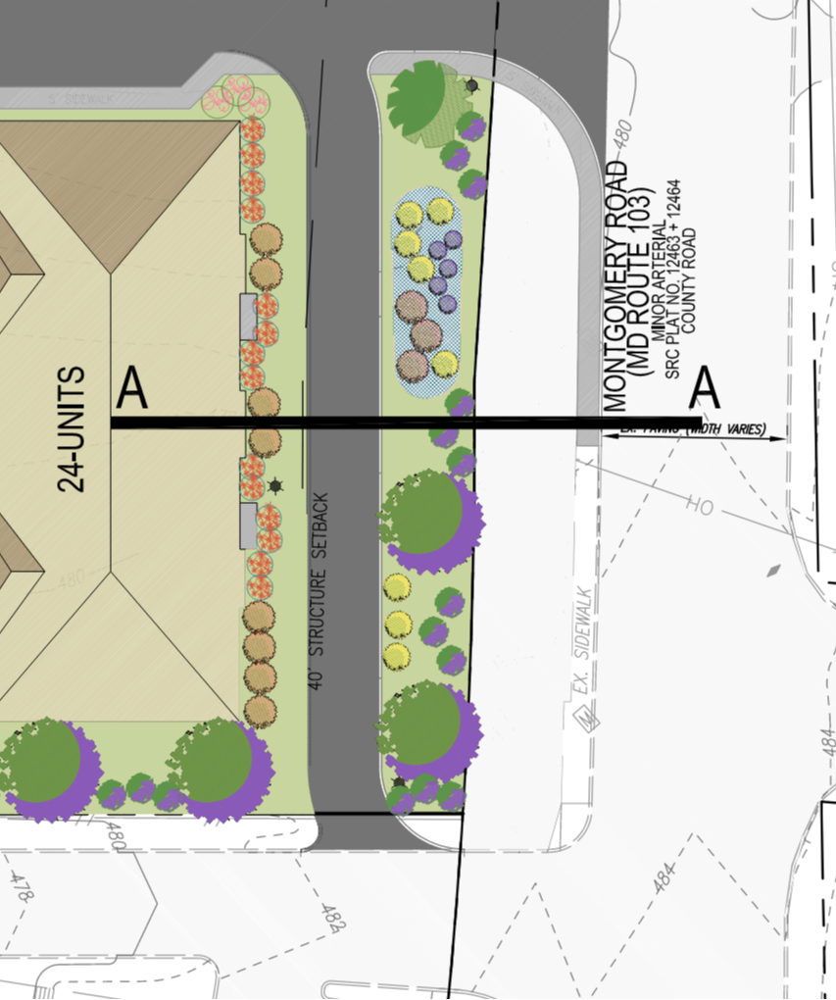 S. SIDEWALK
S. SIDEWALK
480
MONTGOMERY ROAD
(MD ROUTE 103)
MINOR ARTERIAL
SRC PLAT NO. 12463 + 12464
COUNTY ROAD
24-UNITS
A
A
EX. PAVING (WIDTH VARIES)
HO
480
40' STRUCTURE SETBACK
EX. SIDEWALK
484
480
478
482
484